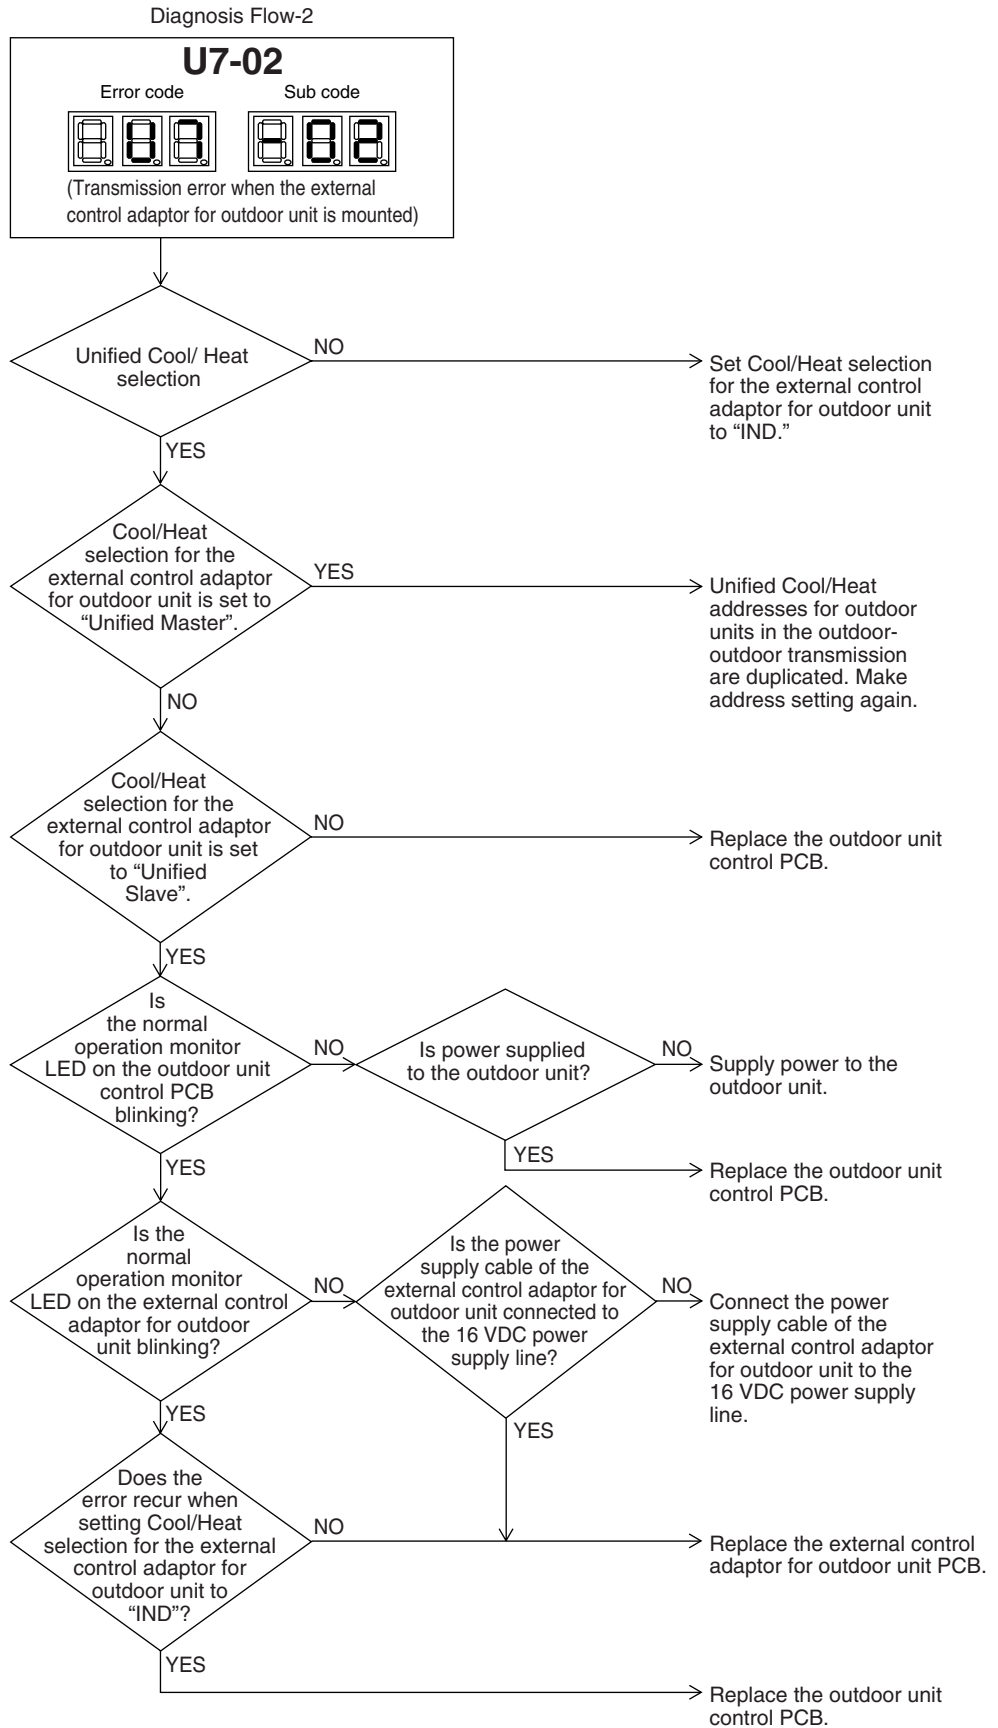 Diagnosis Flow-2
U7-02
Error code
Sub code
U7
-02
(Transmission error when the external
control adaptor for outdoor unit is mounted)
Unified Cool/ Heat
selection
NO
Set Cool/Heat selection
for the external control
adaptor for outdoor unit
to “IND.”
YES
Cool/Heat
selection for the
external control adaptor
for outdoor unit is set to
“Unified Master”.
YES
Unified Cool/Heat
addresses for outdoor
units in the outdoor-
outdoor transmission
are duplicated. Make
address setting again.
NO
Cool/Heat
selection for the
external control adaptor
for outdoor unit is set
to “Unified
Slave”.
NO
Replace the outdoor unit
control PCB.
YES
Is
the normal
operation monitor
LED on the outdoor unit
control PCB
blinking?
NO
Is power supplied
to the outdoor unit?
NO
Supply power to the
outdoor unit.
YES
Replace the outdoor unit
control PCB.
YES
Is the
normal
operation monitor
LED on the external control
adaptor for outdoor
unit blinking?
NO
Is the power
supply cable of the
external control adaptor for
outdoor unit connected to
the 16 VDC power
supply line?
NO
Connect the power
supply cable of the
external control adaptor
for outdoor unit to the
16 VDC power supply
line.
YES
YES
Does the
error recur when
setting Cool/Heat
selection for the external
control adaptor for
outdoor unit to
“IND”?
NO
Replace the external control
adaptor for outdoor unit PCB.
YES
Replace the outdoor unit
control PCB.